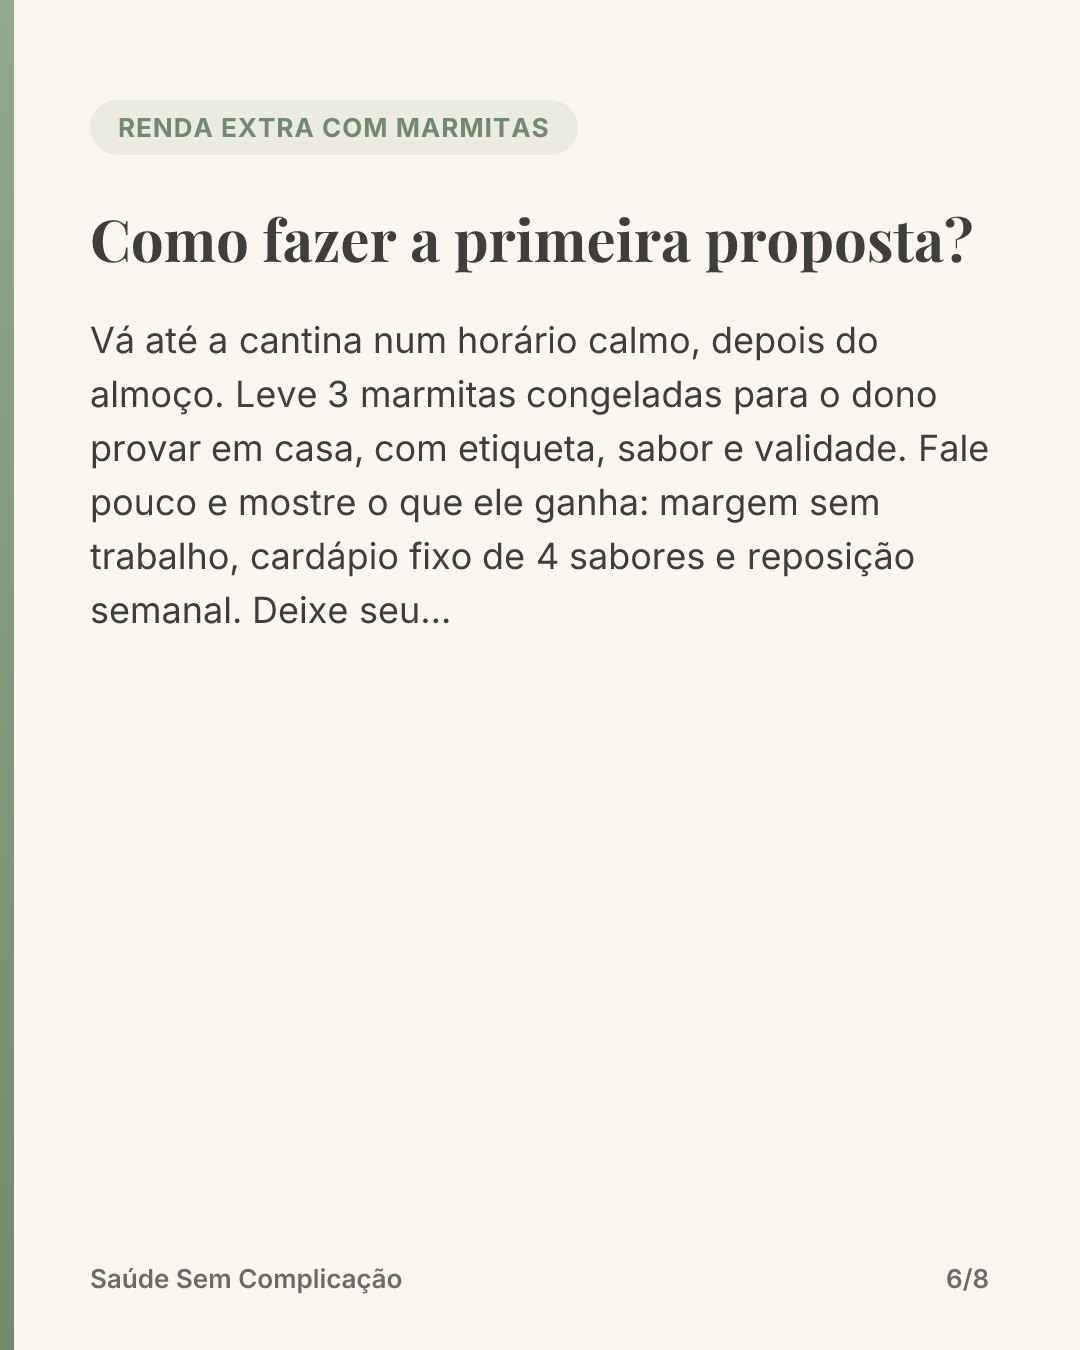 RENDA EXTRA COM MARMITAS
Como fazer a primeira proposta?
Vá até a cantina num horário calmo, depois do
almoço. Leve 3 marmitas congeladas para o dono
provar em casa, com etiqueta, sabor e validade. Fale
pouco e mostre o que ele ganha: margem sem
trabalho, cardápio fixo de 4 sabores e reposição
semanal. Deixe seu...
Saúde Sem Complicação
6/8